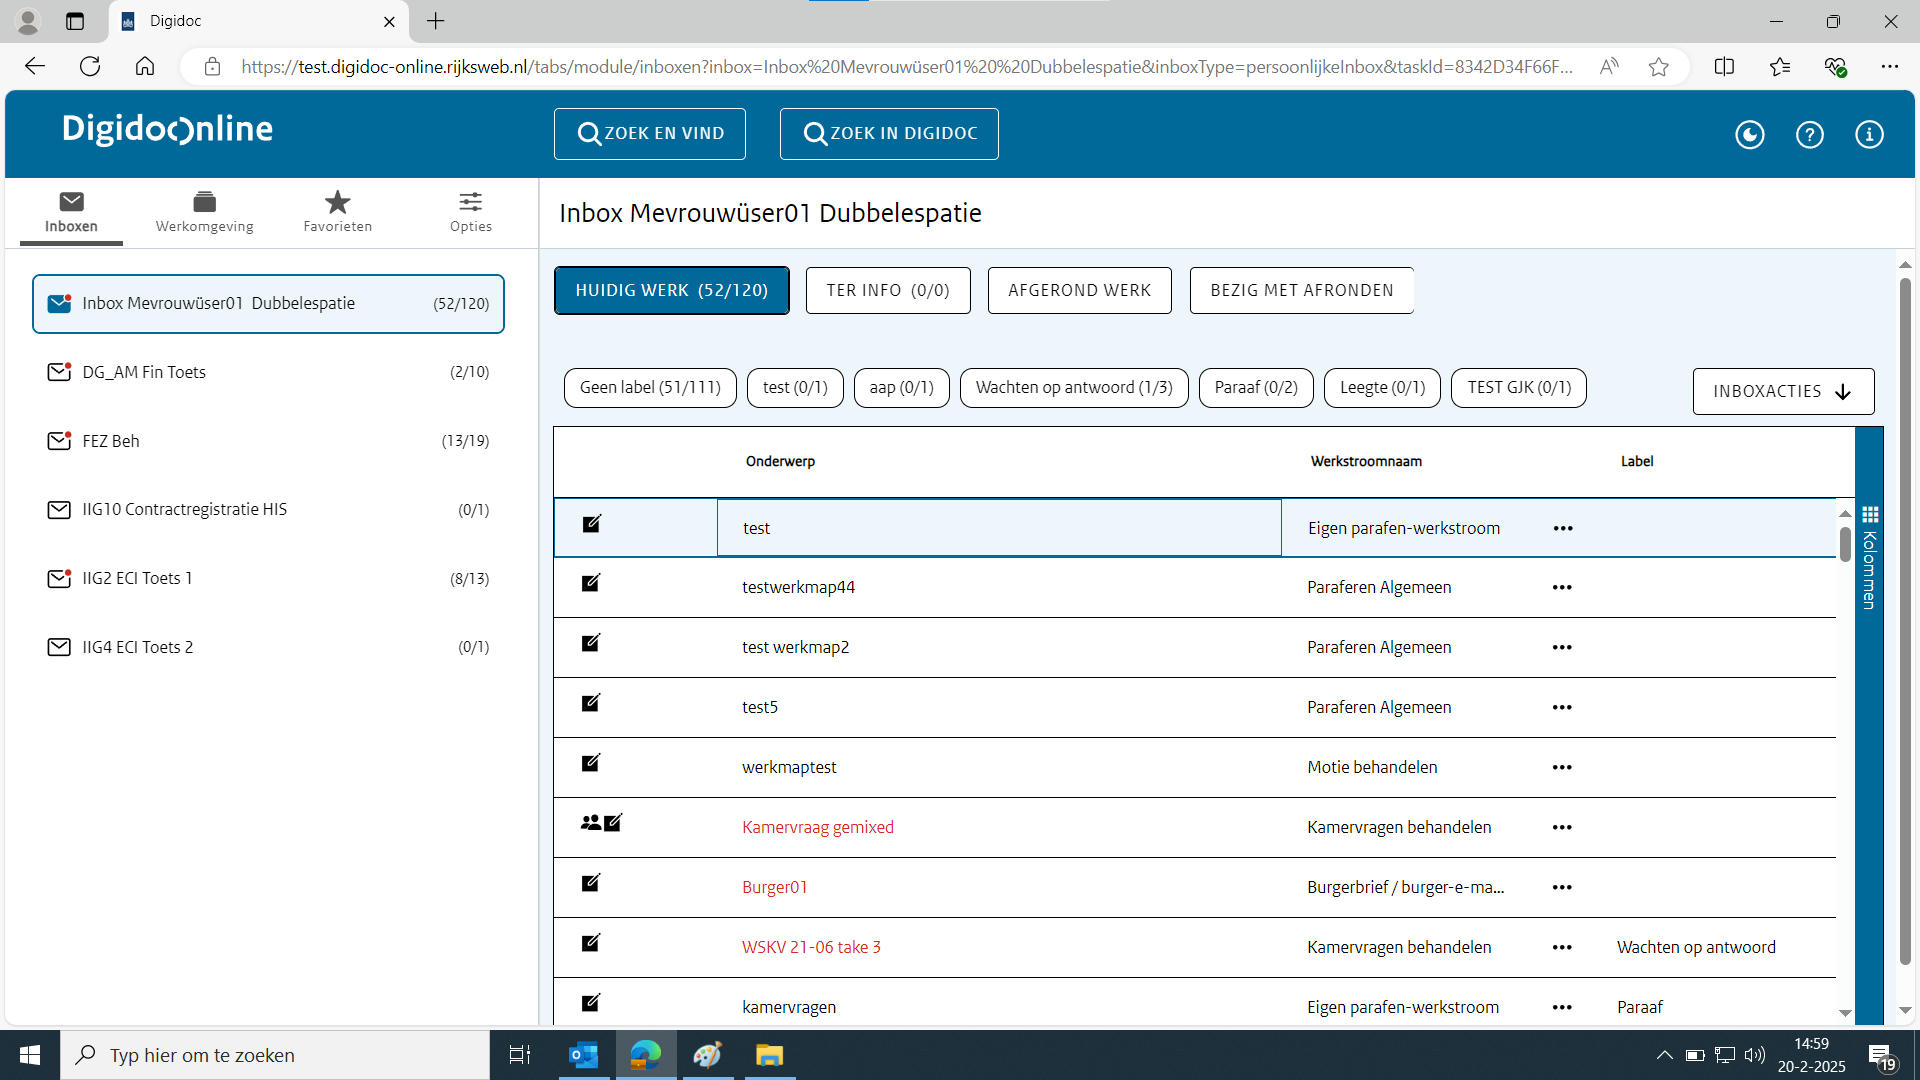 Digidoc
https://test.digidoc-online.rijksweb.nl/tabs/module/inboxen?inbox=Inbox%20Mevrouwüser01%20%20Dubbelespatie&inboxType=persoonlijkeInbox&taskId=8342D34F66F...
DigidocOnline
ZOEK EN VIND
ZOEK IN DIGIDOC
Inboxen
Werkomgeving
Favorieten
Opties
Inbox Mevrouwüser01 Dubbelespatie
Inbox Mevrouwüser01  Dubbelespatie (52/120)
DG_AM Fin Toets (2/10)
FEZ Beh (13/19)
IIG10 Contractregistratie HIS (0/1)
IIG2 ECI Toets 1 (8/13)
IIG4 ECI Toets 2 (0/1)
HUIDIG WERK (52/120)
TER INFO (0/0)
AFGEROND WERK
BEZIG MET AFRONDEN
Geen label (51/111)
test (0/1)
aap (0/1)
Wachten op antwoord (1/3)
Paraaf (0/2)
Leegte (0/1)
TEST GJK (0/1)
INBOXACTIES
Onderwerp Werkstroomnaam Label
test Eigen parafen-werkstroom •••
testwerkmap44 Paraferen Algemeen •••
test werkmap2 Paraferen Algemeen •••
test5 Paraferen Algemeen •••
werkmaptest Motie behandelen •••
Kamervraag gemixed Kamervragen behandelen •••
Burger01 Burgerbrief / burger-e-ma... •••
WSKV 21-06 take 3 Kamervragen behandelen ••• Wachten op antwoord
kamervragen Eigen parafen-werkstroom ••• Paraaf
Kolommen
Typ hier om te zoeken
14:59
20-2-2025
19